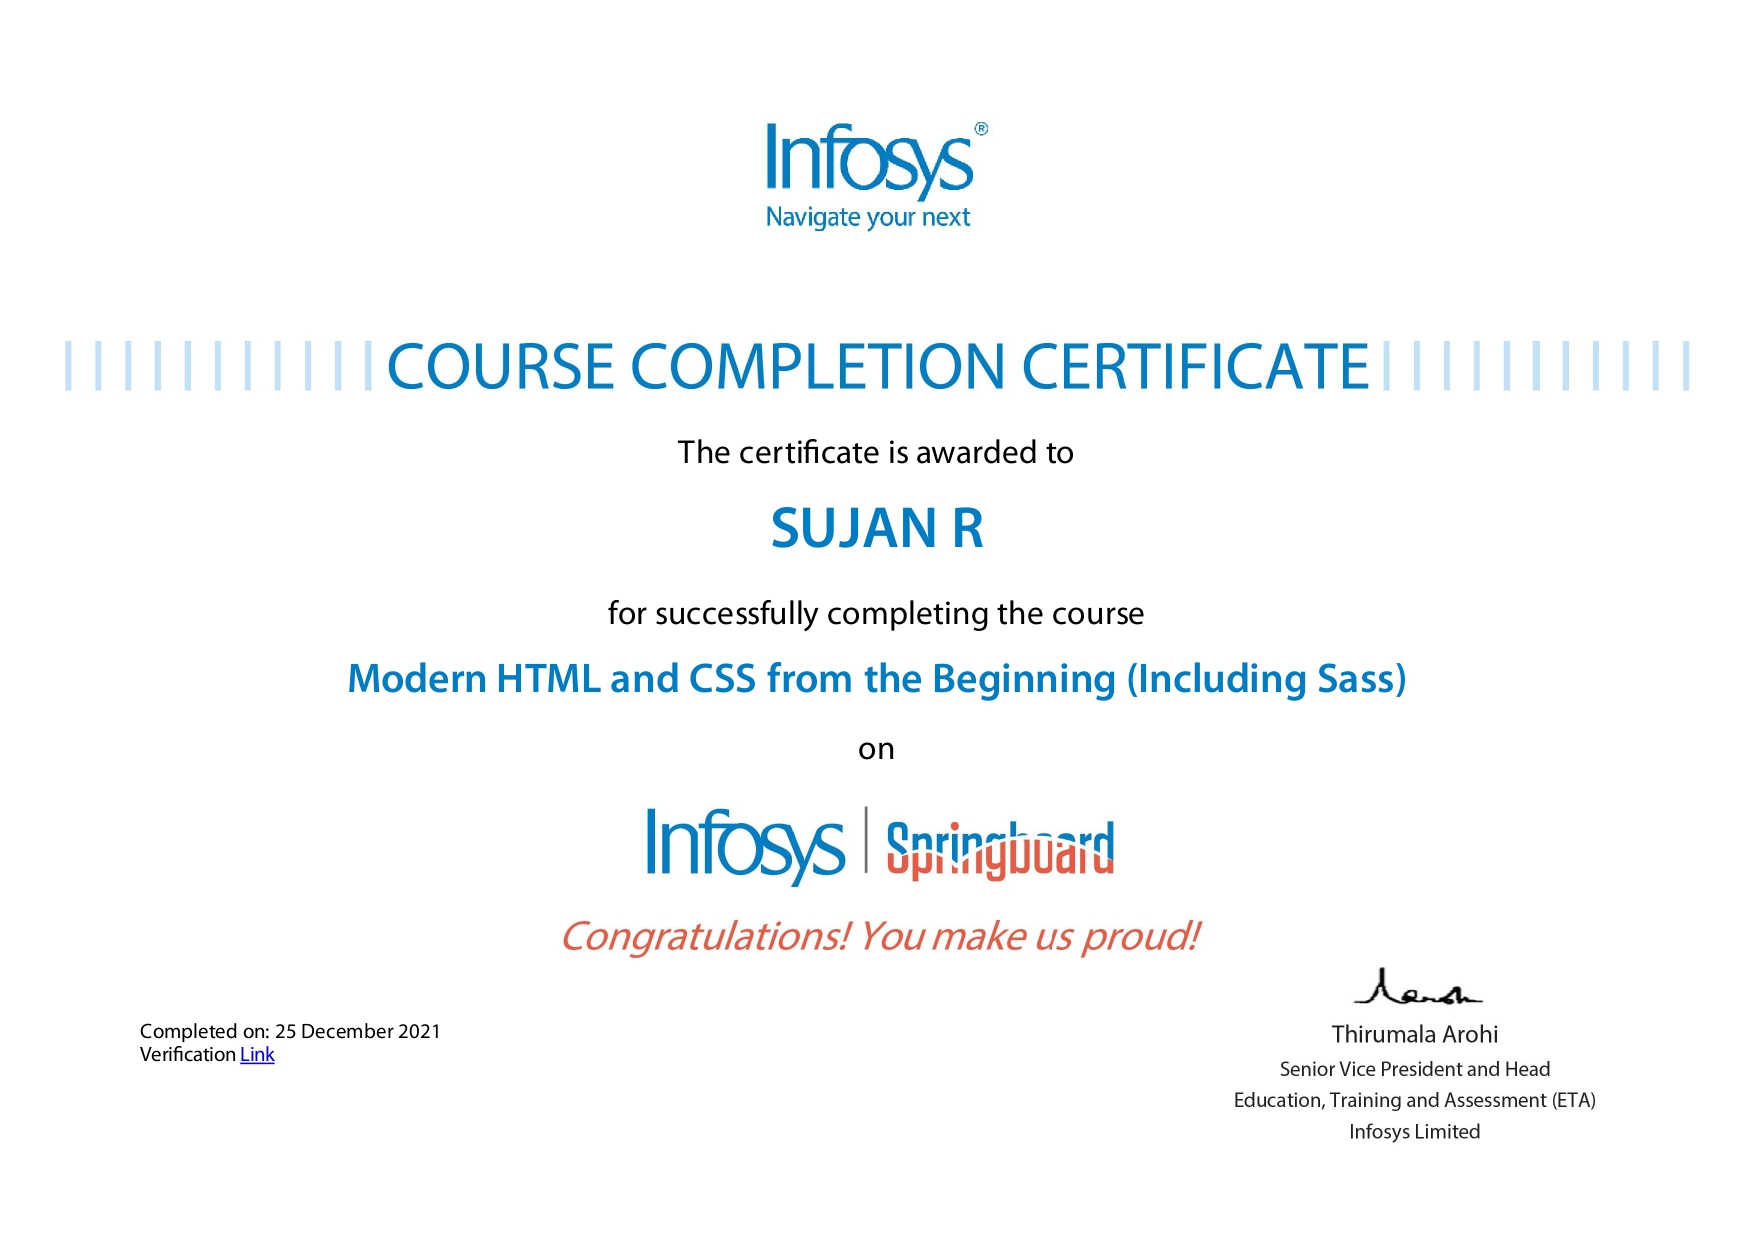 Infosys®
Navigate your next
COURSE COMPLETION CERTIFICATE
The certificate is awarded to
SUJAN R
for successfully completing the course
Modern HTML and CSS from the Beginning (Including Sass)
on
Infosys | Springboard
Congratulations! You make us proud!
Completed on: 25 December 2021
Verification Link
Thirumala Arohi
Senior Vice President and Head
Education, Training and Assessment (ETA)
Infosys Limited